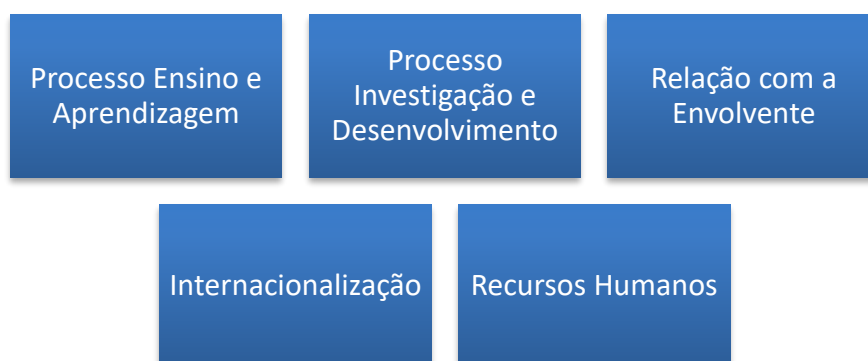 Processo Ensino e
Aprendizagem
Processo
Investigação e
Desenvolvimento
Relação com a
Envolvente
Internacionalização
Recursos Humanos